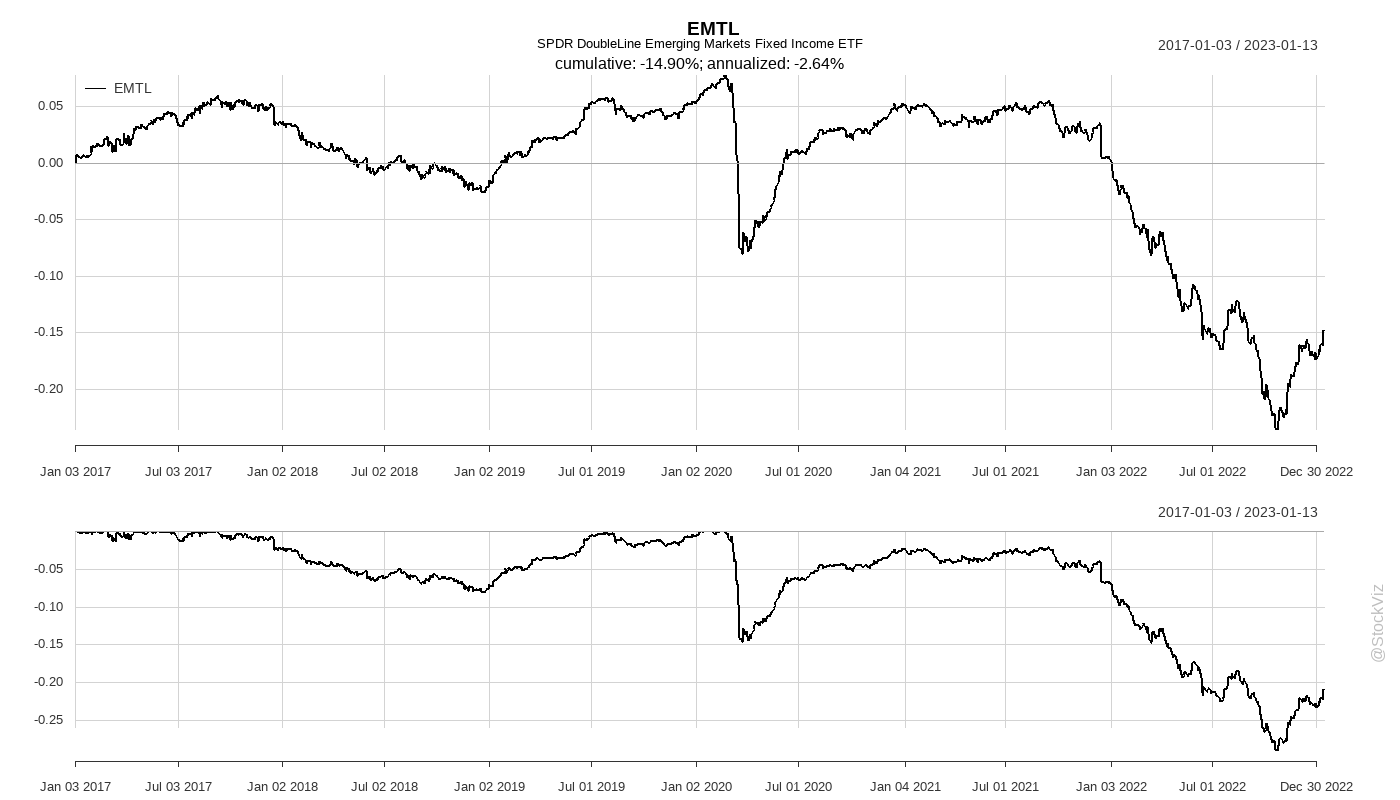 EMTL
SPDR DoubleLine Emerging Markets Fixed Income ETF
2017-01-03 / 2023-01-13
cumulative: -14.90%; annualized: -2.64%
EMTL
0.05
0.00
-0.05
-0.10
-0.15
-0.20
Jan 03 2017 Jul 03 2017 Jan 02 2018 Jul 02 2018 Jan 02 2019 Jul 01 2019 Jan 02 2020 Jul 01 2020 Jan 04 2021 Jul 01 2021 Jan 03 2022 Jul 01 2022 Dec 30 2022
2017-01-03 / 2023-01-13
-0.05
-0.10
-0.15
-0.20
-0.25
Jan 03 2017 Jul 03 2017 Jan 02 2018 Jul 02 2018 Jan 02 2019 Jul 01 2019 Jan 02 2020 Jul 01 2020 Jan 04 2021 Jul 01 2021 Jan 03 2022 Jul 01 2022 Dec 30 2022
@StockViz